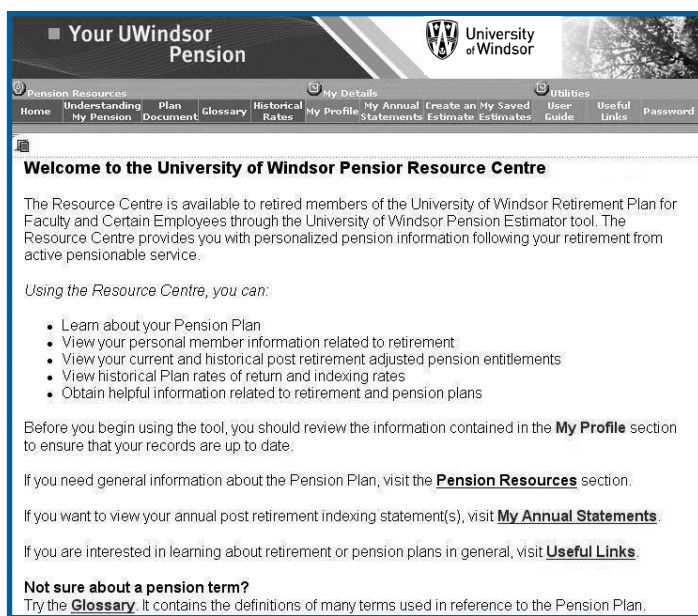 Your UWindsor
Pension
University
of Windsor
Pension Resources
My Details
Utilities
Home
Understanding
My Pension
Plan
Document
Glossary
Historical
Rates
My Profile
My Annual
Statements
Create an
Estimate
My Saved
Estimates
User
Guide
Useful
Links
Password
Welcome to the University of Windsor Pensior Resource Centre
The Resource Centre is available to retired members of the University of Windsor Retirement Plan for
Faculty and Certain Employees through the University of Windsor Pension Estimator tool. The
Resource Centre provides you with personalized pension information following your retirement from
active pensionable service.
Using the Resource Centre, you can:
• Learn about your Pension Plan
• View your personal member information related to retirement
• View your current and historical post retirement adjusted pension entitlements
• View historical Plan rates of return and indexing rates
• Obtain helpful information related to retirement and pension plans
Before you begin using the tool, you should review the information contained in the My Profile section
to ensure that your records are up to date.
If you need general information about the Pension Plan, visit the Pension Resources section.
If you want to view your annual post retirement indexing statement(s), visit My Annual Statements.
If you are interested in learning about retirement or pension plans in general, visit Useful Links.
Not sure about a pension term?
Try the Glossary. It contains the definitions of many terms used in reference to the Pension Plan.